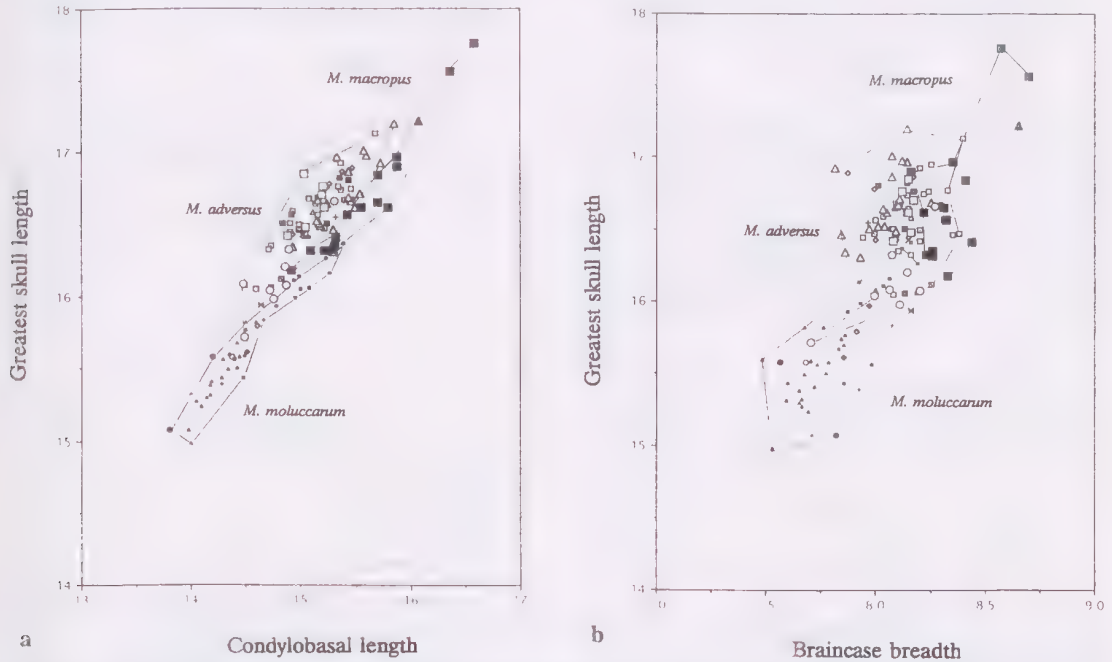 18
17
16
15
14
Greatest skull length
M. macropus
M. adversus
M. moluccarum
13
14
15
16
17
a
Condylobasal length
18
17
16
15
14
Greatest skull length
M. macropus
M. adversus
M. moluccarum
8.0
8.5
9.0
b
Braincase breadth